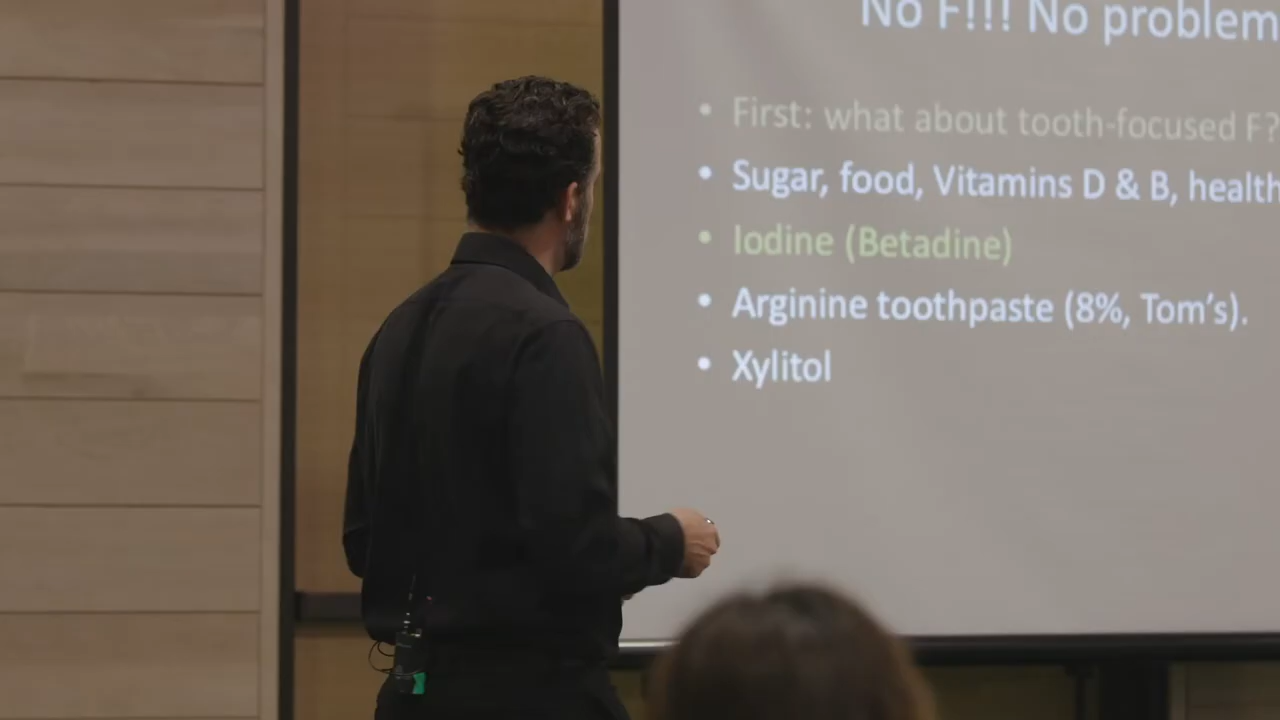 No F!!! No problem
• First: what about tooth-focused F?
• Sugar, food, Vitamins D & B, health
• Iodine (Betadine)
• Arginine toothpaste (8%, Tom's).
• Xylitol